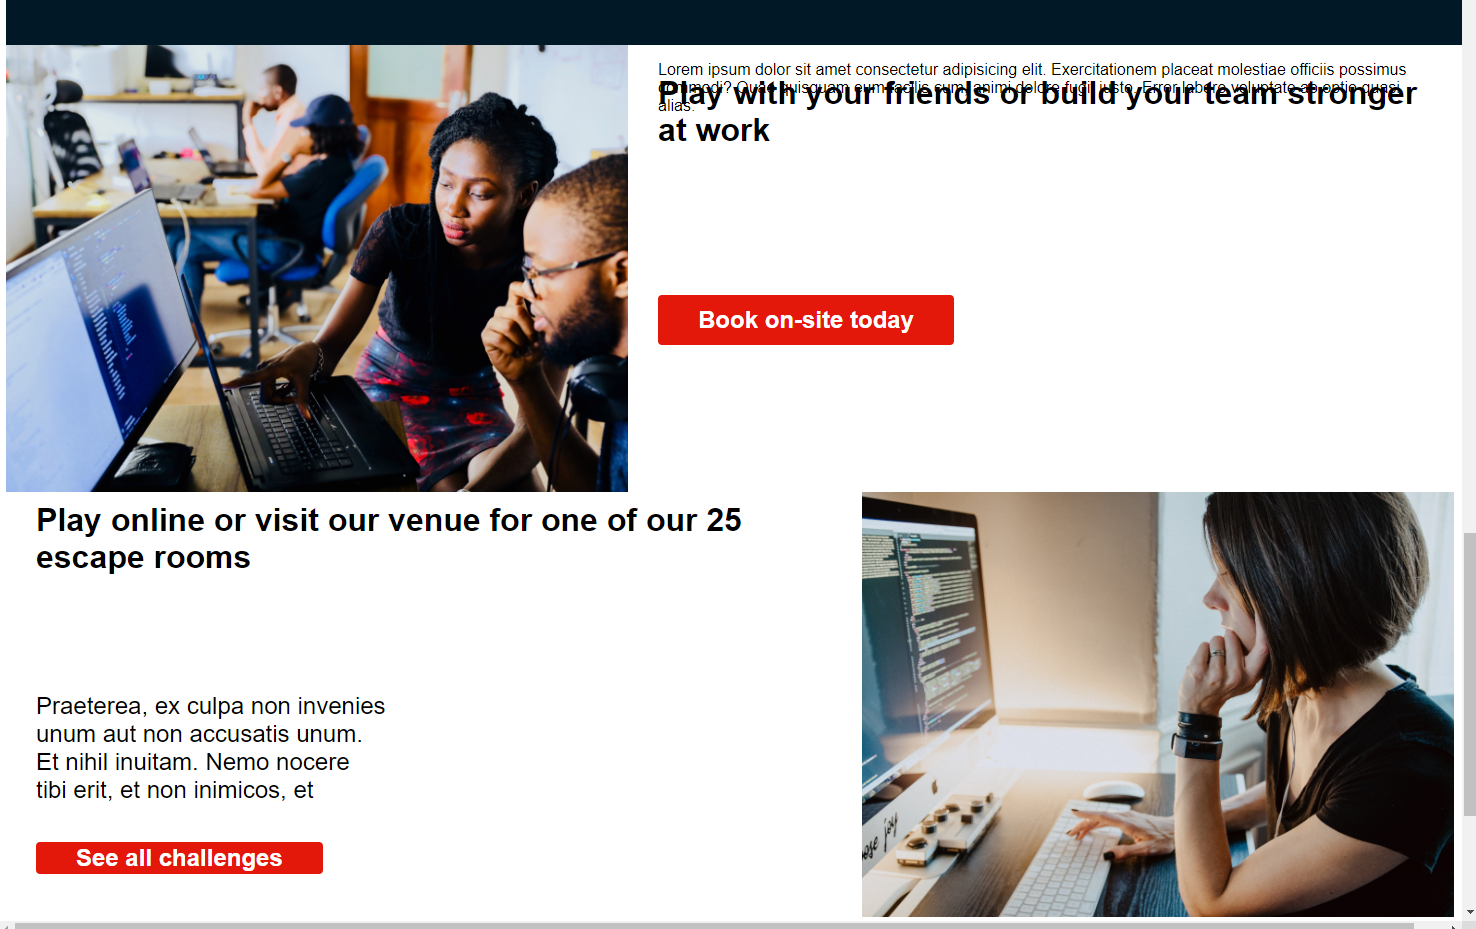 Lorem ipsum dolor sit amet consectetur adipisicing elit. Exercitationem placeat molestiae officiis possimus
commodi? Quae quisquam eum facilis cum, animi dolore fugit iusto. Error labore voluptate ab optio quasi
alias.
Play with your friends or build your team stronger
at work
Book on-site today
Play online or visit our venue for one of our 25
escape rooms
Praeterea, ex culpa non invenies
unum aut non accusatis unum.
Et nihil inuitam. Nemo nocere
tibi erit, et non inimicos, et
See all challenges